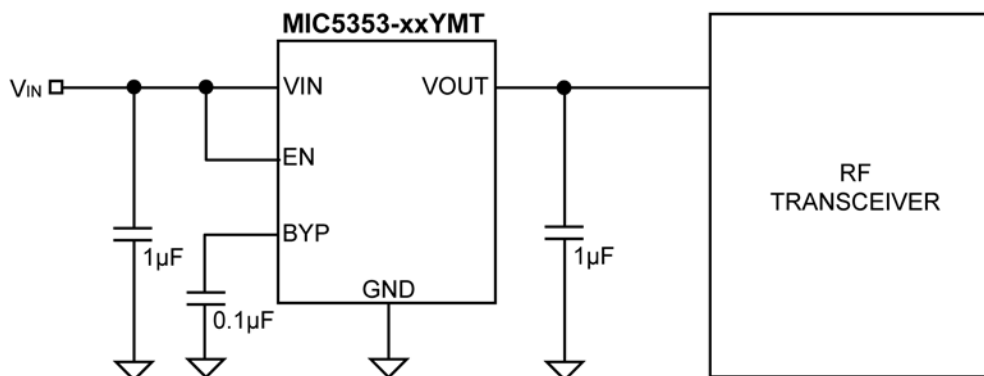 MIC5353-xxYMT
VIN
VIN
VOUT
EN
BYP
GND
1µF
0.1µF
1µF
RF
TRANSCEIVER